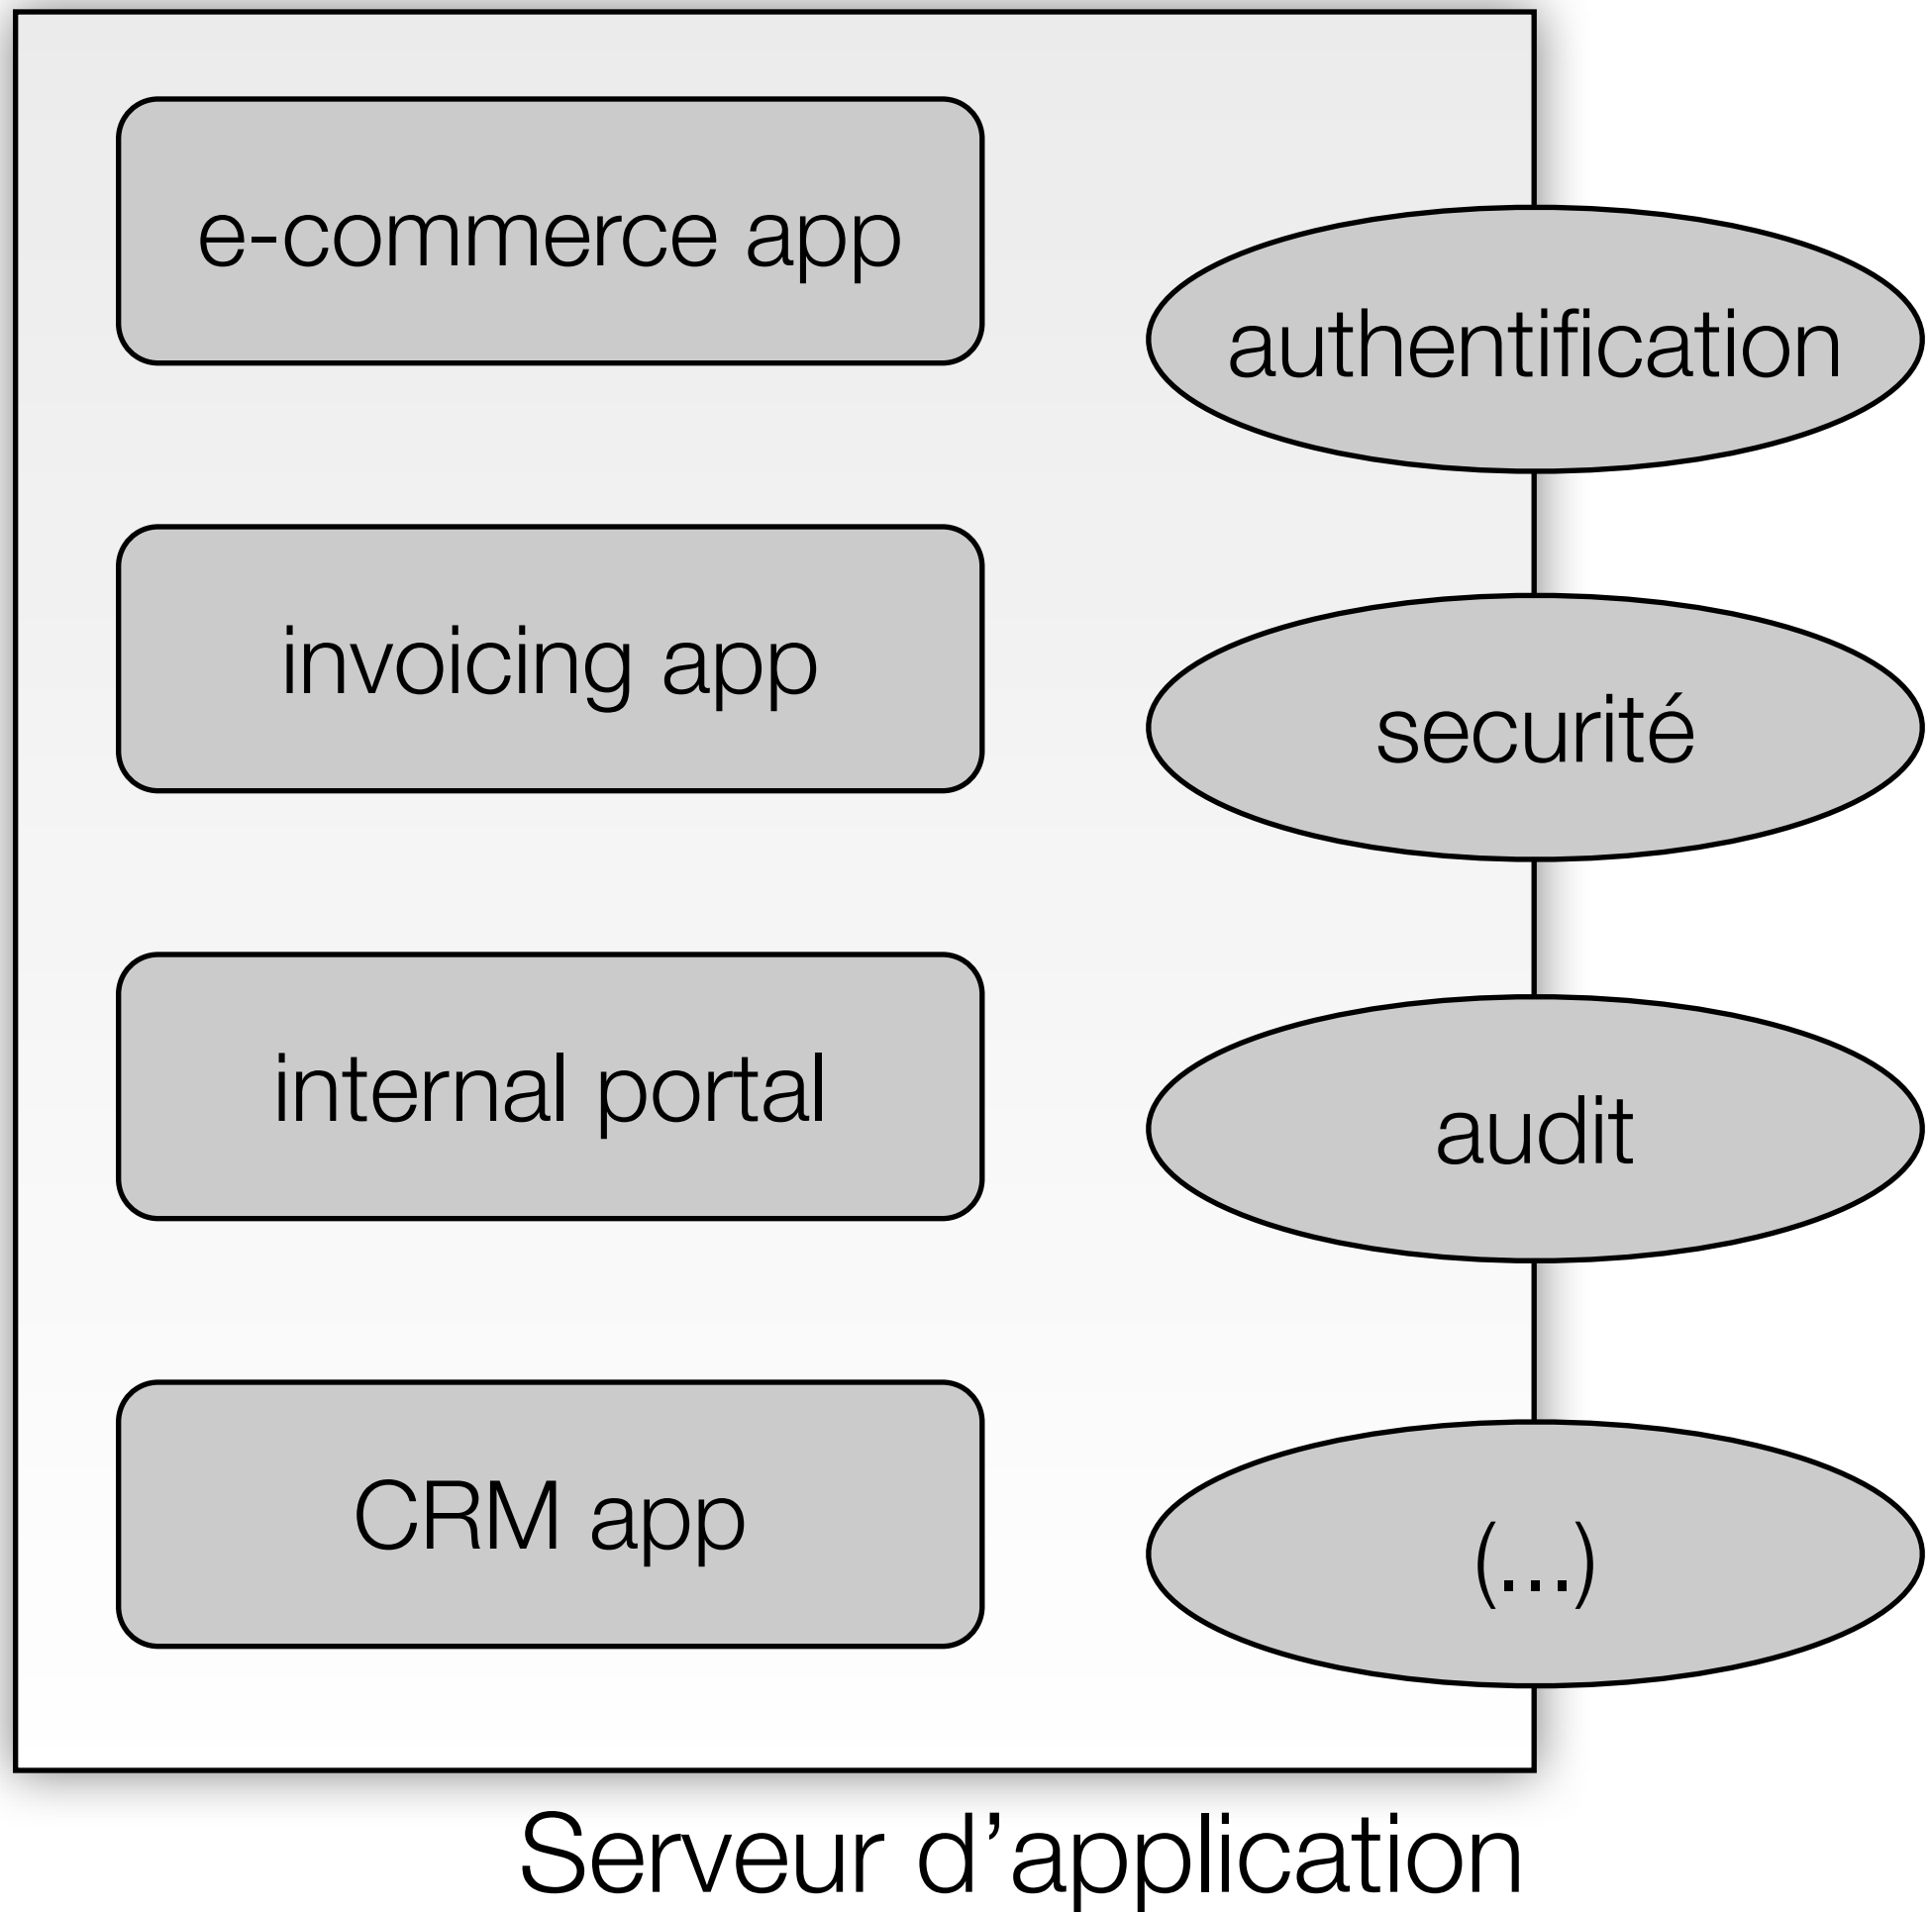 e-commerce app
authentification
invoicing app
securité
internal portal
audit
CRM app
(...)
Serveur d’application